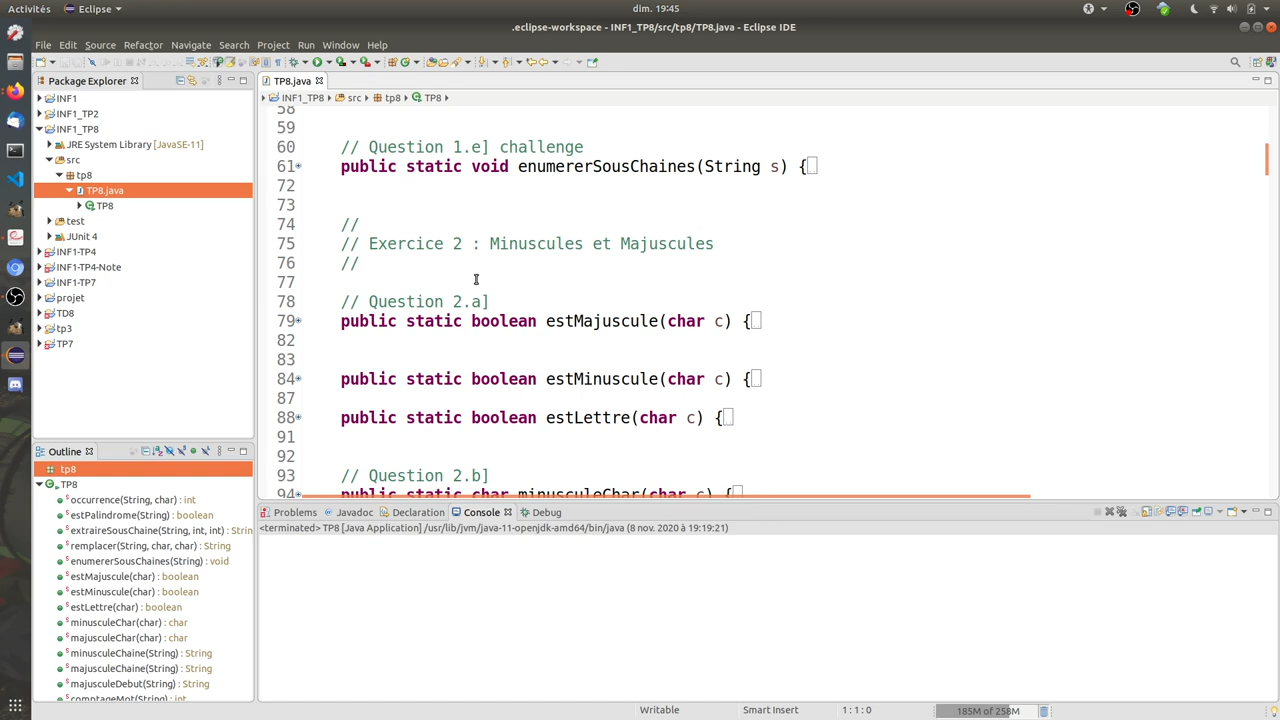 Activités
Eclipse
dim. 19:45
.eclipse-workspace - INF1_TP8/src/tp8/TP8.java - Eclipse IDE
File Edit Source Refactor Navigate Search Project Run Window Help
Package Explorer
INF1
INF1_TP2
INF1_TP8
JRE System Library [JavaSE-11]
src
tp8
TP8.java
TP8
test
JUnit 4
INF1-TP4
INF1-TP4-Note
INF1-TP7
projet
TD8
tp3
TP7
Outline
tp8
TP8
occurrence(String, char) : int
estPalindrome(String) : boolean
extraireSousChaine(String, int, int) : Strin
remplacer(String, char, char) : String
enumererSousChaines(String) : void
estMajuscule(char) : boolean
estMinuscule(char) : boolean
estLettre(char) : boolean
minusculeChar(char) : char
majusculeChar(char) : char
minusculeChaine(String) : String
majusculeChaine(String) : String
majusculeDebut(String) : String
comptageMot(String) : int
TP8.java
INF1_TP8 src tp8 TP8
58
59
60 // Question 1.e] challenge
61 public static void enumererSousChaines(String s) {
72
73
74 //
75 // Exercice 2 : Minuscules et Majuscules
76 //
77
78 // Question 2.a]
79 public static boolean estMajuscule(char c) {
82
83
84 public static boolean estMinuscule(char c) {
87
88 public static boolean estLettre(char c) {
91
92
93 // Question 2.b]
94 public static char minusculeChar(char c) {
Problems Javadoc Declaration Console Debug
<terminated> TP8 [Java Application] /usr/lib/jvm/java-11-openjdk-amd64/bin/java (8 nov. 2020 à 19:19:21)
Writable Smart Insert 1 : 1 : 0 185M of 258M